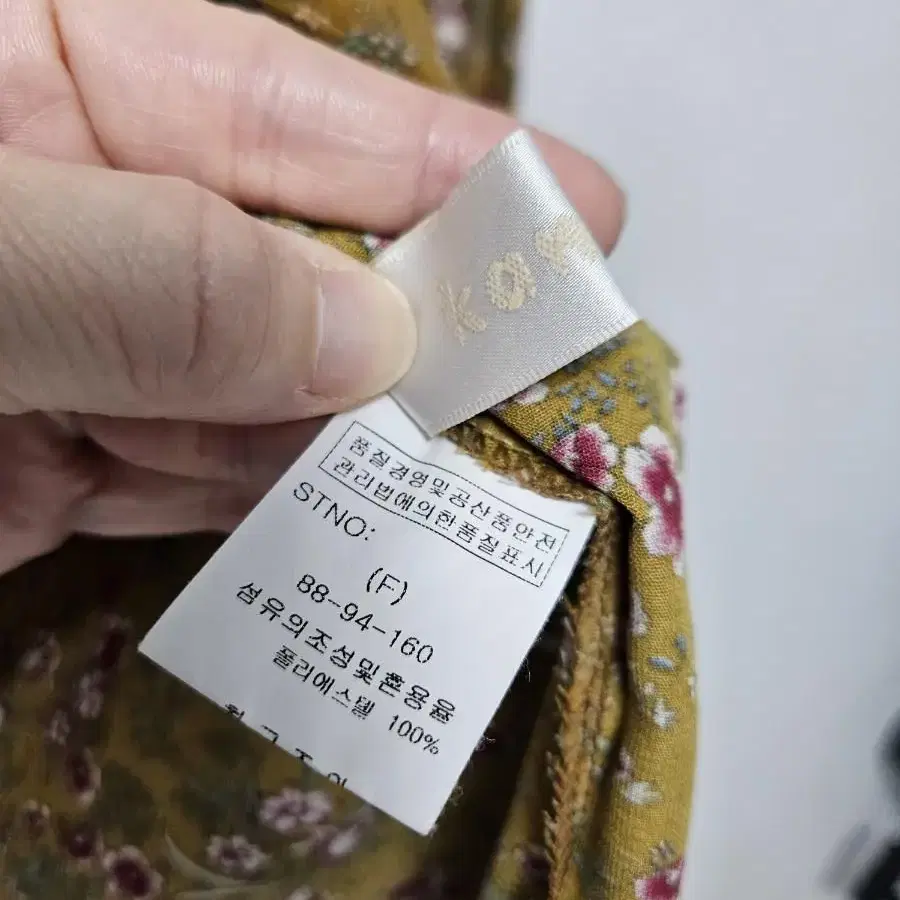 품질경영및공산품안전
관리법에의한품질표시
STNO:
(F)
88-94-160
섬유의조성및혼용율
폴리에스텔 100%